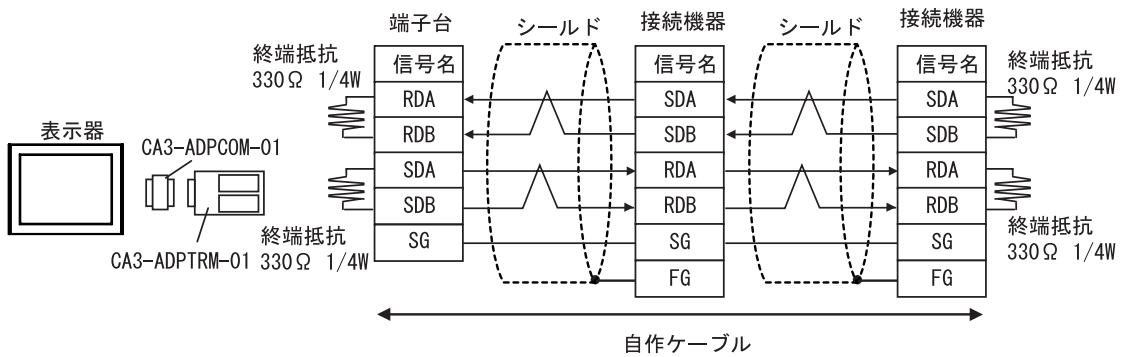 表示器
CA3-ADPCOM-01
CA3-ADPTRM-01
終端抵抗
330Ω 1/4W
終端抵抗
330Ω 1/4W
端子台
信号名
RDA
RDB
SDA
SDB
SG
シールド
接続機器
信号名
SDA
SDB
RDA
RDB
SG
FG
シールド
接続機器
信号名
SDA
SDB
RDA
RDB
SG
FG
終端抵抗
330Ω 1/4W
終端抵抗
330Ω 1/4W
自作ケーブル